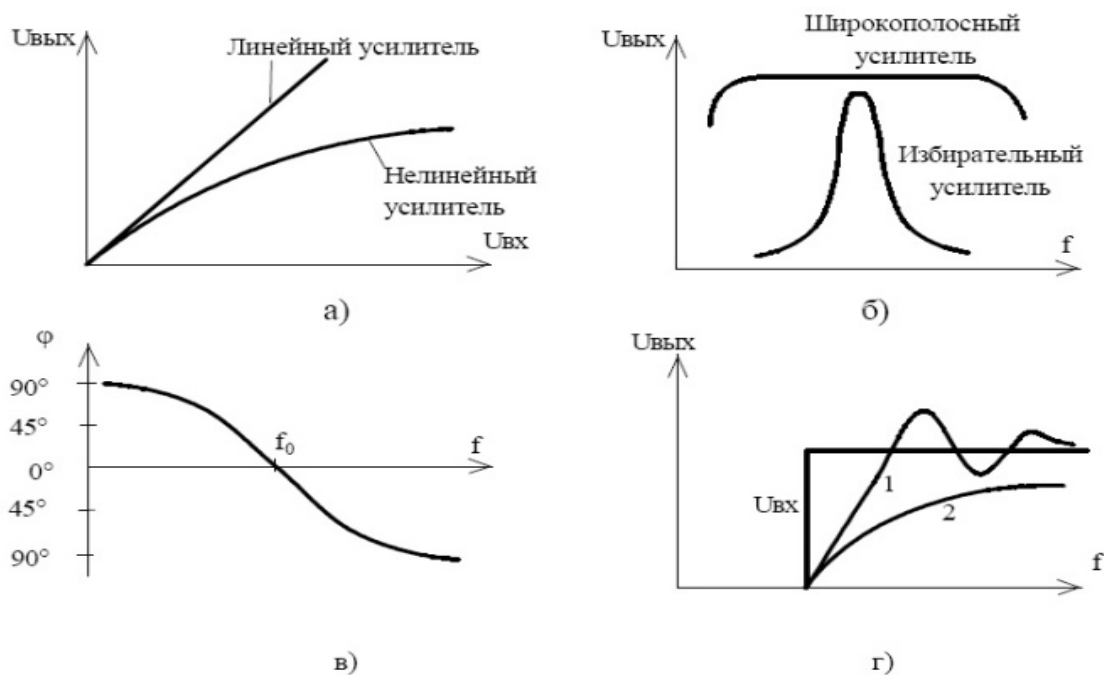 Uвых
Линейный усилитель
Нелинейный
усилитель
Uвх
а)
Uвых
Широкополосный
усилитель
Избирательный
усилитель
f
б)
φ
90°
45°
0°
45°
90°
f₀
f
в)
Uвых
Uвх
1
2
f
г)